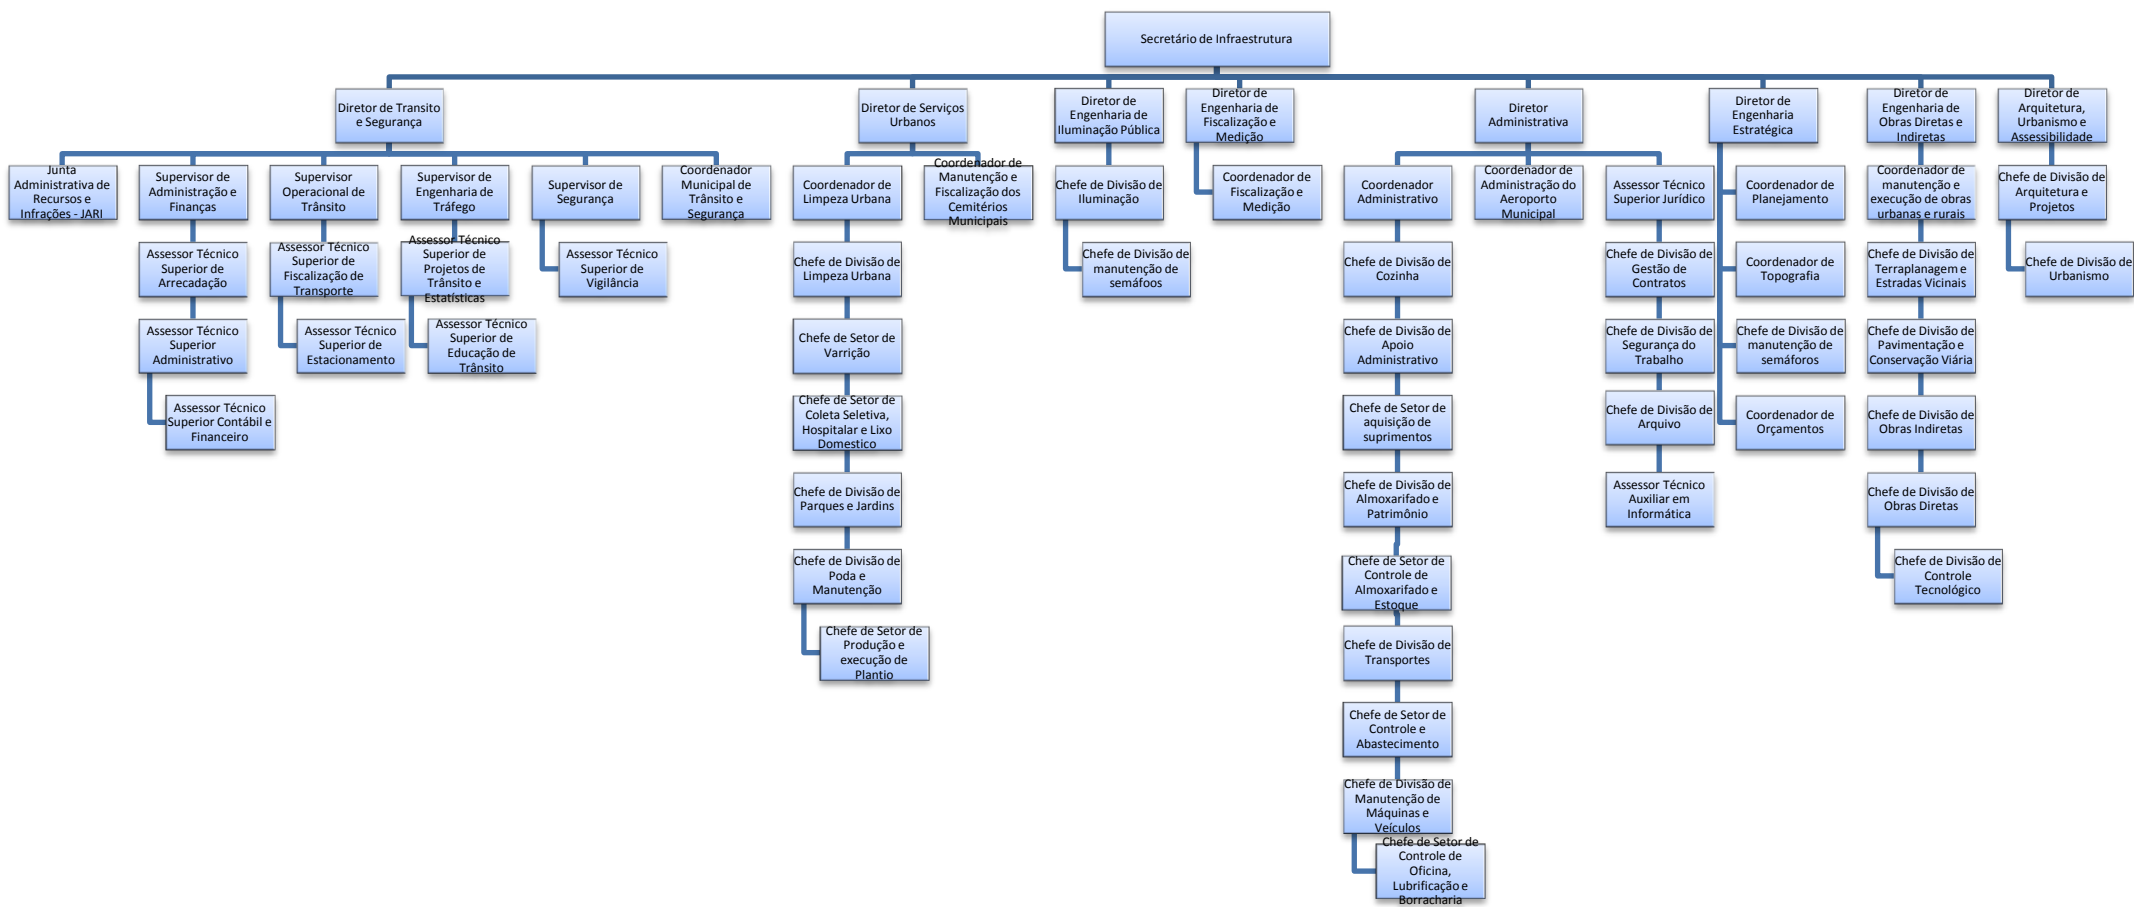 Secretário de Infraestrutura
Diretor de Transito
e Segurança
Diretor de Serviços
Urbanos
Diretor de
Engenharia de
Iluminação Pública
Diretor de
Engenharia de
Fiscalização e
Medição
Diretor
Administrativa
Diretor de
Engenharia
Estratégica
Diretor de
Engenharia de
Obras Diretas e
Indiretas
Diretor de
Arquitetura,
Urbanismo e
Assessibilidade
Junta
Administrativa de
Recursos e
Infrações - JARI
Supervisor de
Administração e
Finanças
Supervisor
Operacional de
Trânsito
Supervisor de
Engenharia de
Tráfego
Supervisor de
Segurança
Coordenador
Municipal de
Trânsito e
Segurança
Coordenador de
Limpeza Urbana
Coordenador de
Manutenção e
Fiscalização dos
Cemitérios
Municipais
Chefe de Divisão de
Iluminação
Coordenador de
Fiscalização e
Medição
Coordenador
Administrativo
Coordenador de
Administração do
Aeroporto
Municipal
Assessor Técnico
Superior Jurídico
Coordenador de
Planejamento
Coordenador de
manutenção e
execução de obras
urbanas e rurais
Chefe de Divisão de
Arquitetura e
Projetos
Assessor Técnico
Superior de
Arrecadação
Assessor Técnico
Superior de
Fiscalização de
Transporte
Assessor Técnico
Superior de
Projetos de
Trânsito e
Estatísticas
Assessor Técnico
Superior de
Vigilância
Chefe de Divisão de
Limpeza Urbana
Chefe de Divisão de
manutenção de
semáfoos
Chefe de Divisão de
Cozinha
Chefe de Divisão de
Gestão de
Contratos
Coordenador de
Topografia
Chefe de Divisão de
Terraplanagem e
Estradas Vicinais
Chefe de Divisão de
Urbanismo
Assessor Técnico
Superior
Administrativo
Assessor Técnico
Superior de
Estacionamento
Assessor Técnico
Superior de
Educação de
Trânsito
Chefe de Setor de
Varrição
Chefe de Divisão de
Apoio
Administrativo
Chefe de Divisão de
Segurança do
Trabalho
Chefe de Divisão de
manutenção de
semáforos
Chefe de Divisão de
Pavimentação e
Conservação Viária
Assessor Técnico
Superior Contábil e
Financeiro
Chefe de Setor de
Coleta Seletiva,
Hospitalar e Lixo
Domestico
Chefe de Setor de
aquisição de
suprimentos
Chefe de Divisão de
Arquivo
Coordenador de
Orçamentos
Chefe de Divisão de
Obras Indiretas
Chefe de Divisão de
Parques e Jardins
Chefe de Divisão de
Almoxarifado e
Patrimônio
Assessor Técnico
Auxiliar em
Informática
Chefe de Divisão de
Obras Diretas
Chefe de Divisão de
Poda e
Manutenção
Chefe de Setor de
Controle de
Almoxarifado e
Estoque
Chefe de Divisão de
Controle
Tecnológico
Chefe de Setor de
Produção e
execução de
Plantio
Chefe de Divisão de
Transportes
Chefe de Setor de
Controle e
Abastecimento
Chefe de Divisão de
Manutenção de
Máquinas e
Veículos
Chefe de Setor de
Controle de
Oficina,
Lubrificação e
Borracharia